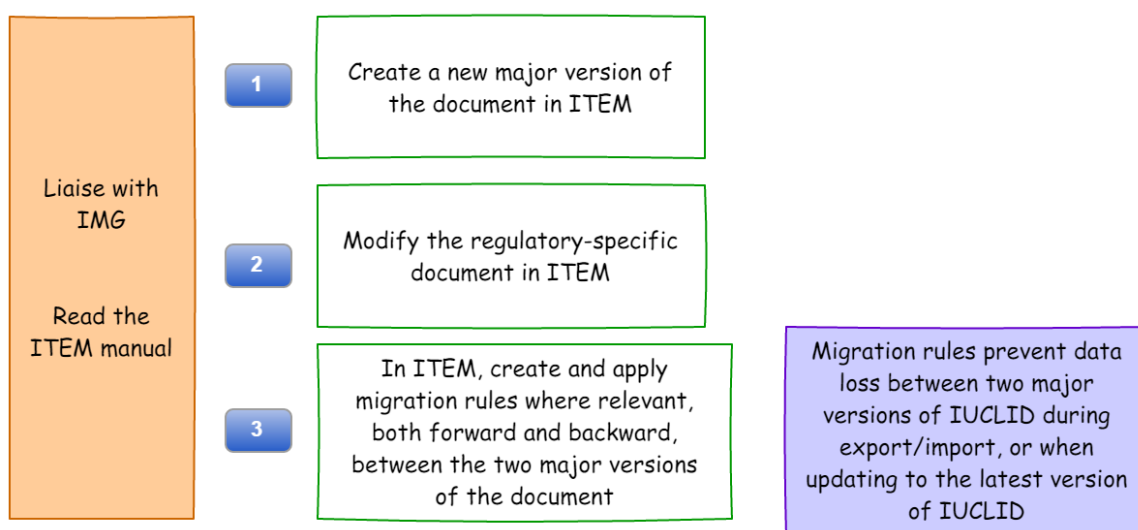 Liaise with
IMG
Read the
ITEM manual
1
Create a new major version of
the document in ITEM
2
Modify the regulatory-specific
document in ITEM
3
In ITEM, create and apply
migration rules where relevant,
both forward and backward,
between the two major versions
of the document
Migration rules prevent data
loss between two major
versions of IUCLID during
export/import, or when
updating to the latest version
of IUCLID